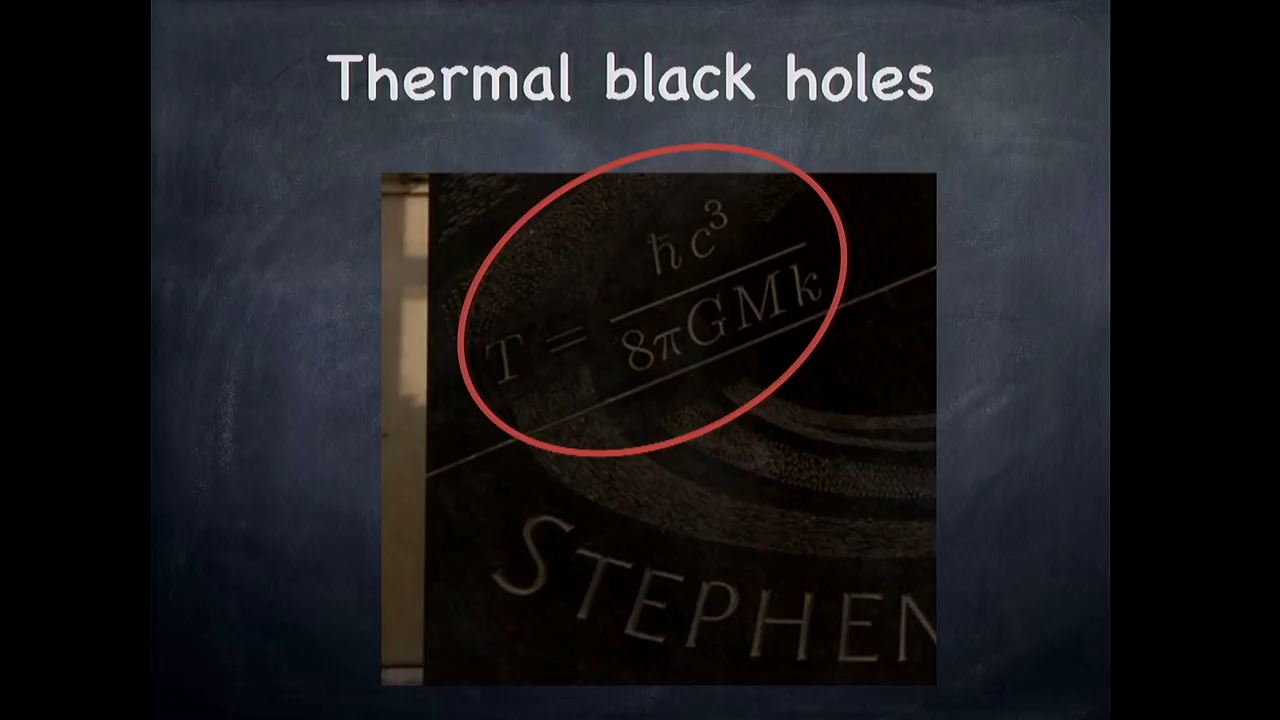 Thermal black holes
T = ħc³ / 8πGMk
STEPHEN